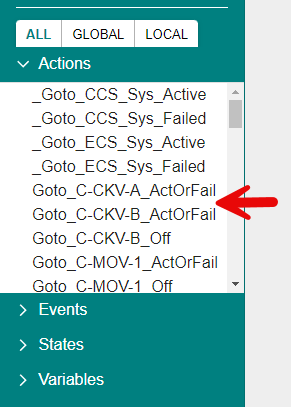 ALL GLOBAL LOCAL
Actions
_Goto_CCS_Sys_Active
_Goto_CCS_Sys_Failed
_Goto_ECS_Sys_Active
_Goto_ECS_Sys_Failed
Goto_C-CKV-A_ActOrFail
Goto_C-CKV-B_ActOrFail
Goto_C-CKV-B_Off
Goto_C-MOV-1_ActOrFail
Goto_C-MOV-1_Off
Events
States
Variables